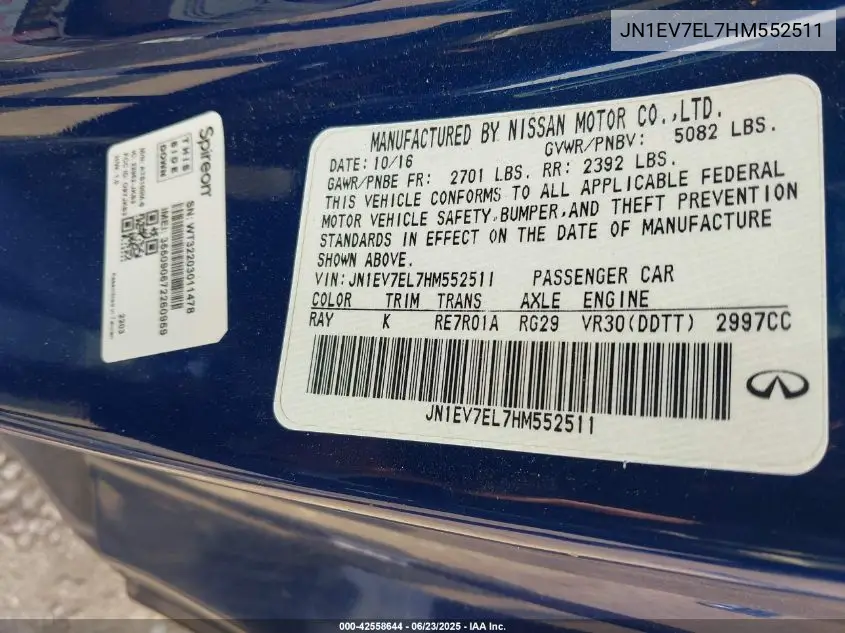 JN1EV7EL7HM552511
MANUFACTURED BY NISSAN MOTOR CO.,LTD.
DATE: 10/16 GVWR/PNBV: 5082 LBS.
GAWR/PNBE FR: 2701 LBS. RR: 2392 LBS.
THIS VEHICLE CONFORMS TO ALL APPLICABLE FEDERAL
MOTOR VEHICLE SAFETY,BUMPER,AND THEFT PREVENTION
STANDARDS IN EFFECT ON THE DATE OF MANUFACTURE
SHOWN ABOVE.
VIN: JN1EV7EL7HM552511 PASSENGER CAR
COLOR TRIM TRANS AXLE ENGINE
RAY K RE7R01A RG29 VR30(DDTT) 2997CC
JN1EV7EL7HM552511
Spireon
THIS
SIDE
DOWN
SN: WT32203011478
IMEI: 356090672260959
2203
000-42558644 / 06/23/2025 - IAA Inc.